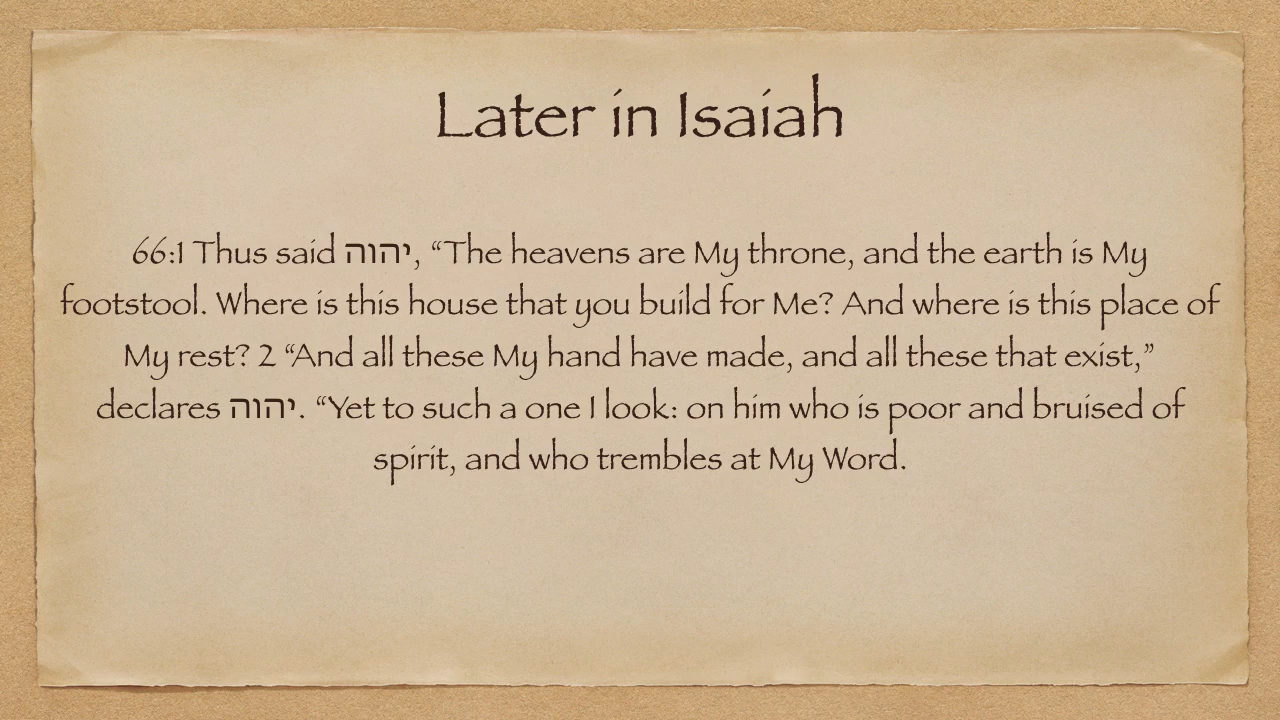 Later in Isaiah
66:1 Thus said יהוה, “The heavens are My throne, and the earth is My
footstool. Where is this house that you build for Me? And where is this place of
My rest? 2 “And all these My hand have made, and all these that exist,”
declares יהוה. “Yet to such a one I look: on him who is poor and bruised of
spirit, and who trembles at My Word.